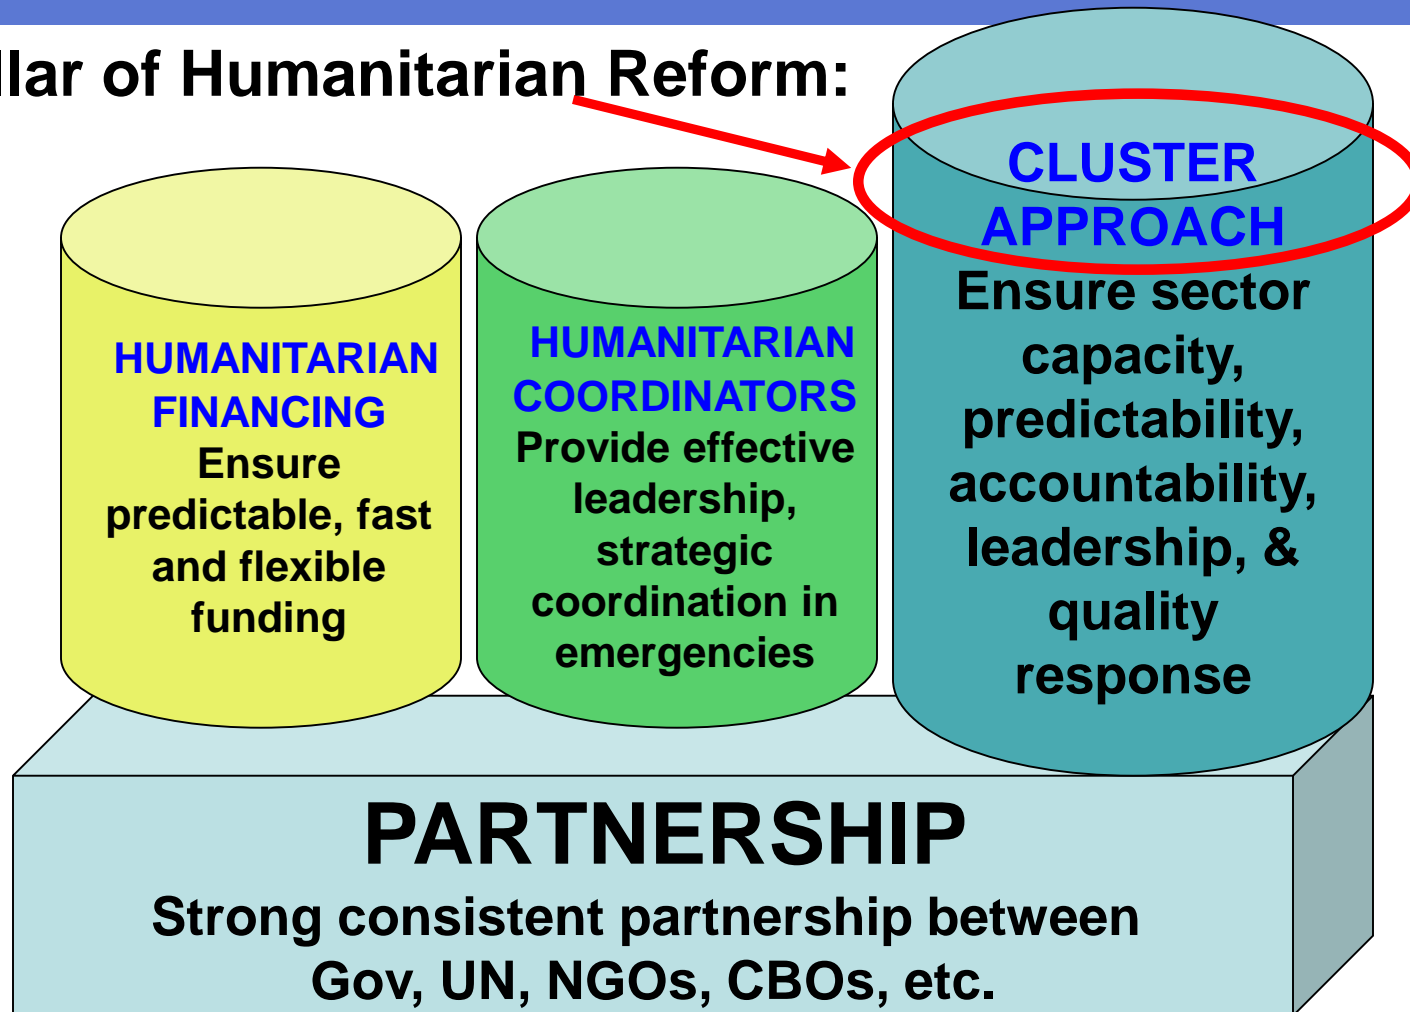 llar of Humanitarian Reform:
HUMANITARIAN
FINANCING
Ensure
predictable, fast
and flexible
funding
HUMANITARIAN
COORDINATORS
Provide effective
leadership,
strategic
coordination in
emergencies
CLUSTER
APPROACH
Ensure sector
capacity,
predictability,
accountability,
leadership, &
quality
response
PARTNERSHIP
Strong consistent partnership between
Gov, UN, NGOs, CBOs, etc.